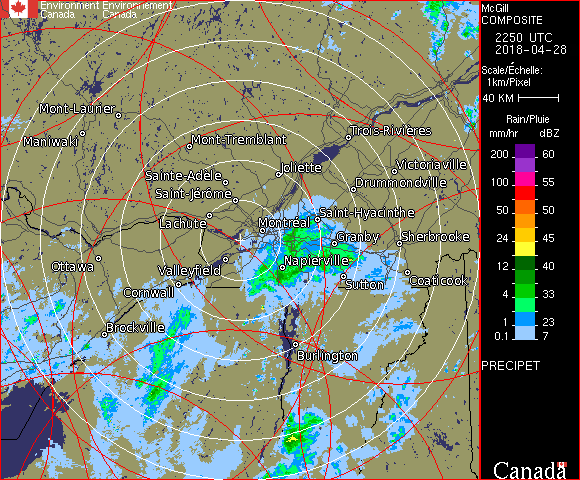 Environment Environnement
Canada Canada
McGill
COMPOSITE
2250 UTC
2018-04-28
Scale/Échelle:
1km/Pixel
40 KM
Rain/Pluie
mm/hr dBZ
200 60
100 55
50 50
24 45
12 40
4 33
1 23
0.1 7
PRECIPET
Canada
Mont-Laurier
Maniwaki
Mont-Tremblant
Trois-Rivières
Joliette
Victoriaville
Sainte-Adèle
Drummondville
Saint-Jérôme
Lachute
Saint-Hyacinthe
Montréal
Granby
Sherbrooke
Ottawa
Valleyfield
Napierville
Cornwall
Sutton
Coaticook
Brockville
Burlington